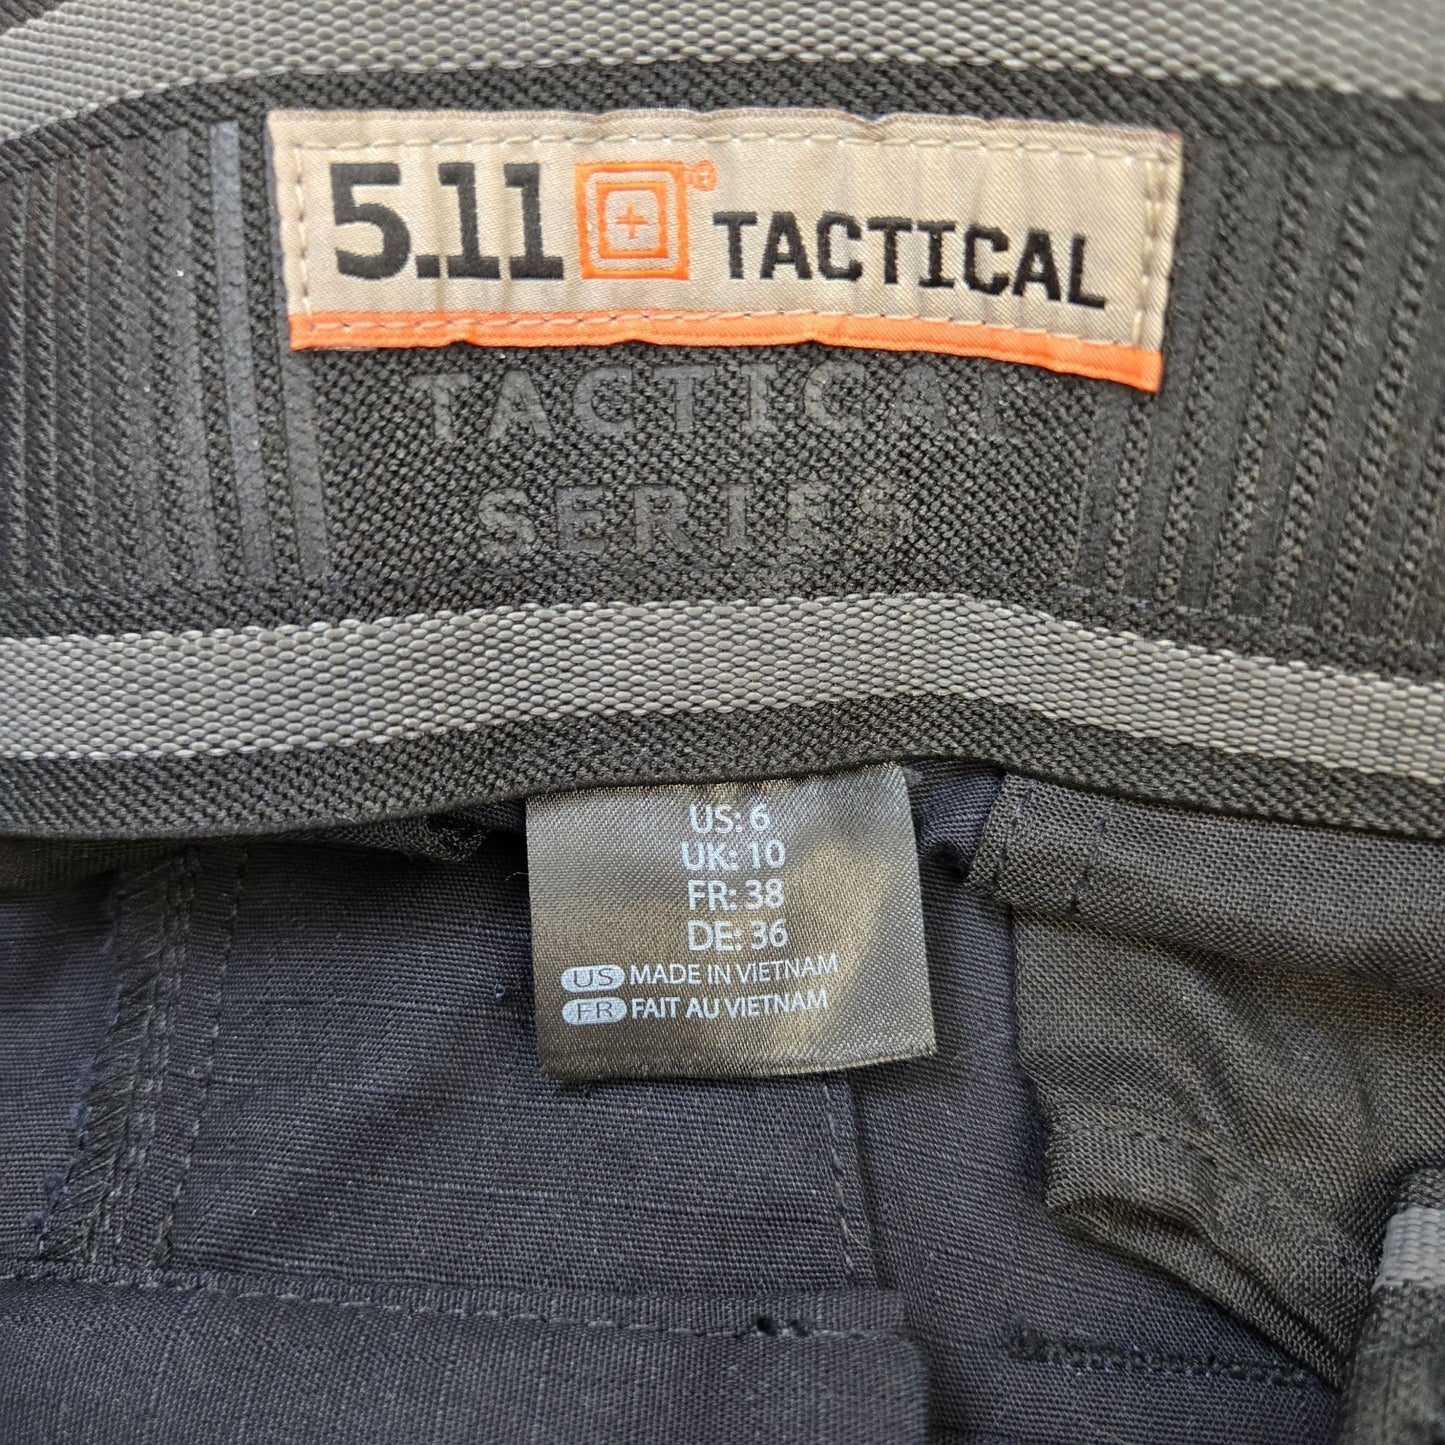 5.11® TACTICAL
TACTICAL
SERIES
US: 6
UK: 10
FR: 38
DE: 36
US MADE IN VIETNAM
FR FAIT AU VIETNAM